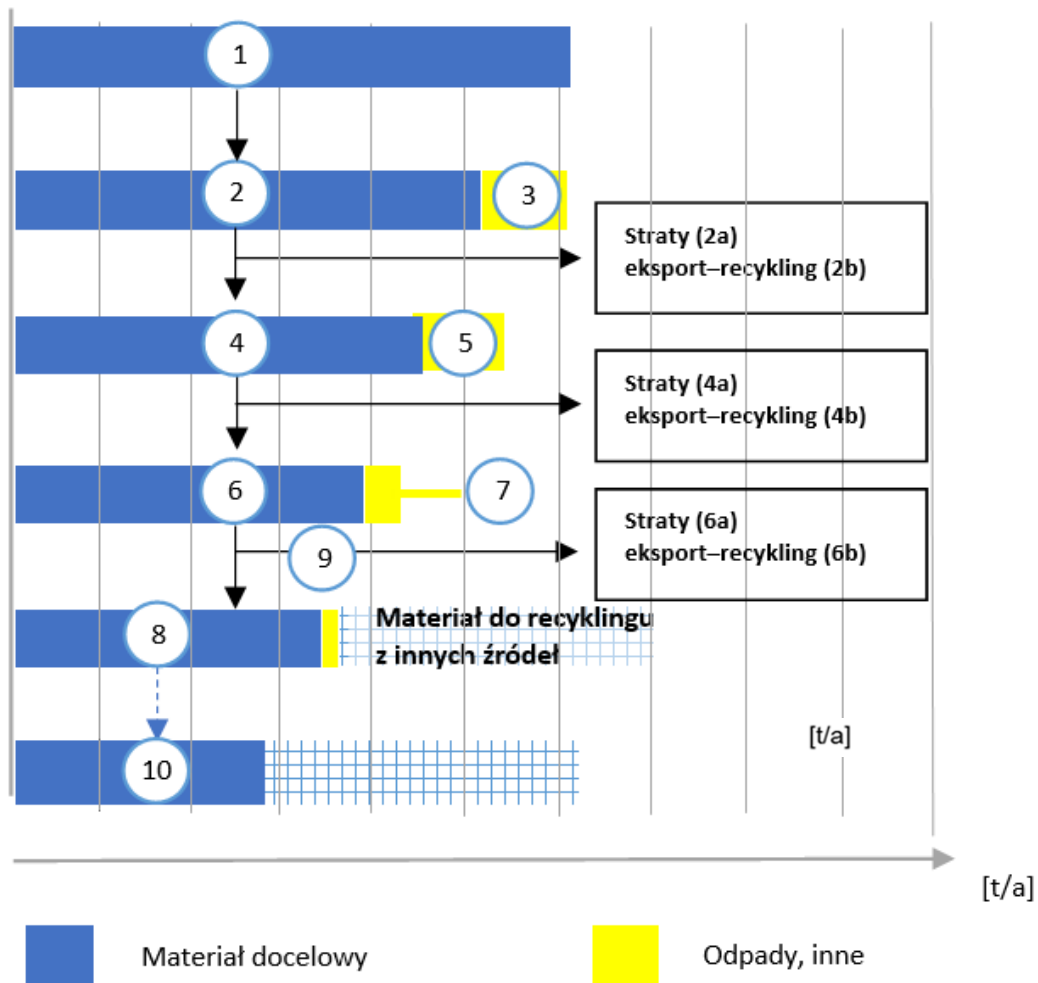 1
2
3
Straty (2a)
eksport–recykling (2b)
4
5
Straty (4a)
eksport–recykling (4b)
6
7
Straty (6a)
eksport–recykling (6b)
9
8
Materiał do recyklingu
z innych źródeł
[t/a]
10
[t/a]
Materiał docelowy
Odpady, inne